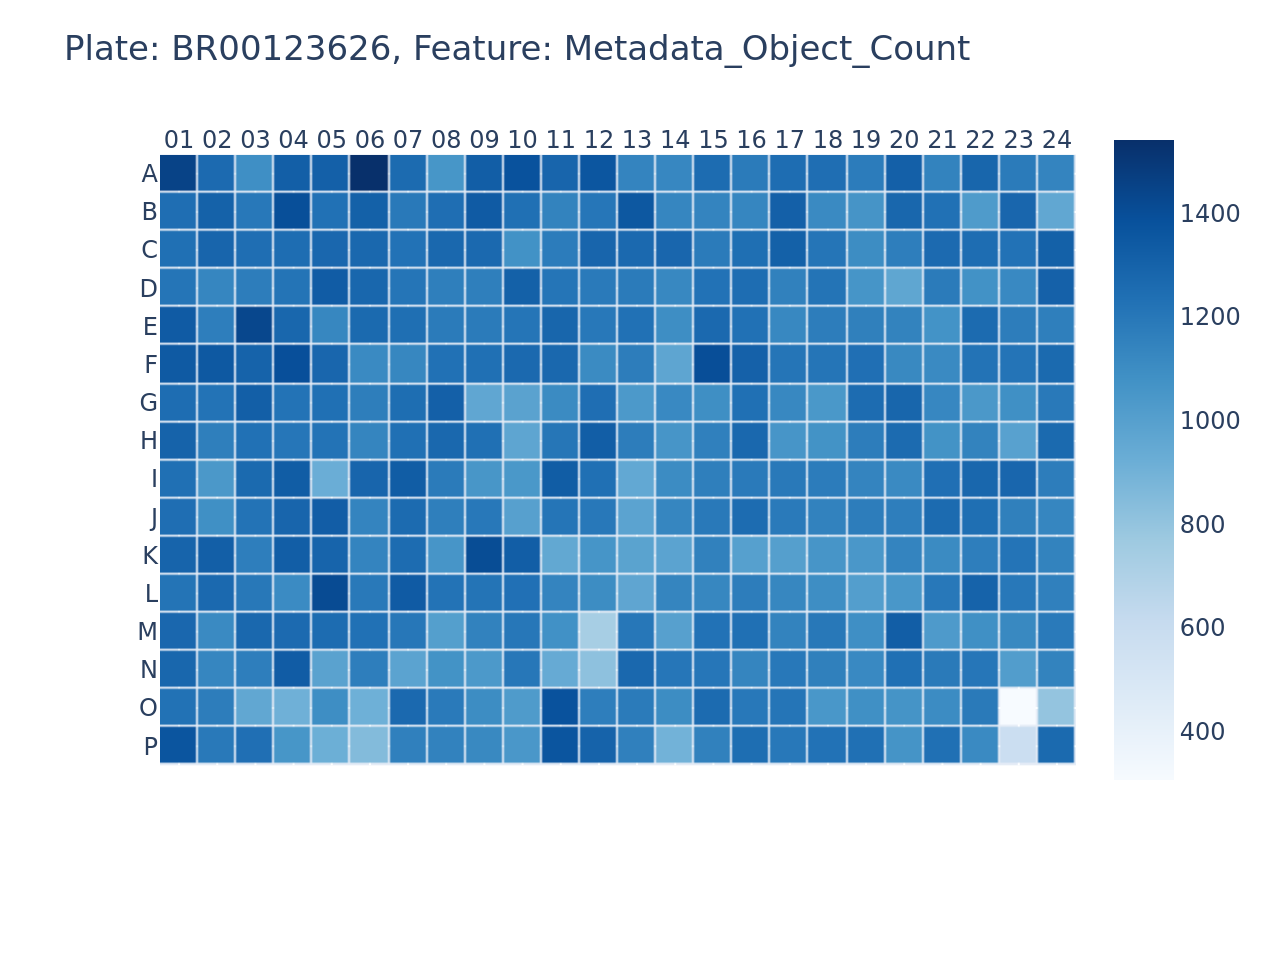 Plate: BR00123626, Feature: Metadata_Object_Count
01 02 03 04 05 06 07 08 09 10 11 12 13 14 15 16 17 18 19 20 21 22 23 24
A
B
C
D
E
F
G
H
I
J
K
L
M
N
O
P
1400
1200
1000
800
600
400